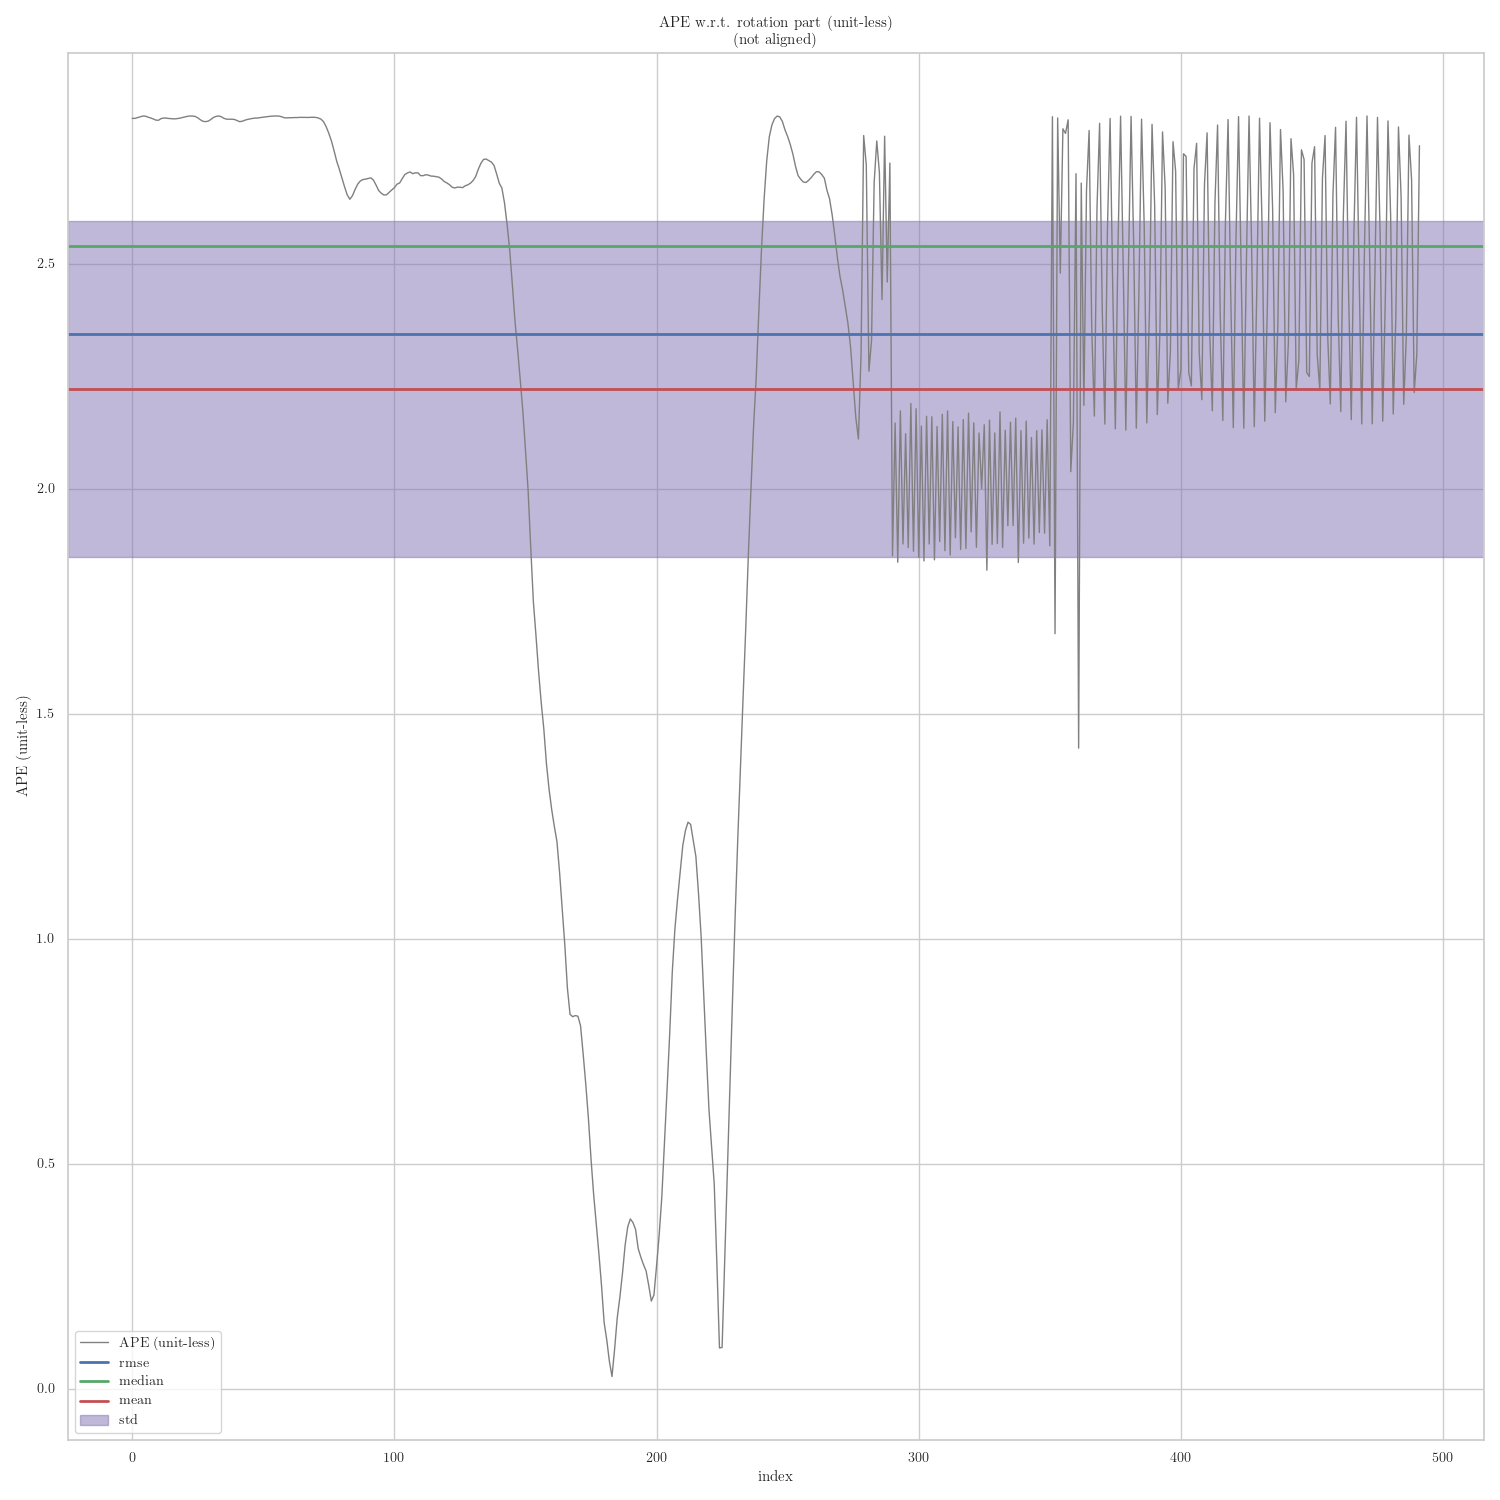 APE w.r.t. rotation part (unit-less)
(not aligned)
2.5
2.0
1.5
1.0
0.5
0.0
APE (unit-less)
APE (unit-less)
rmse
median
mean
std
0 100 200 300 400 500
index